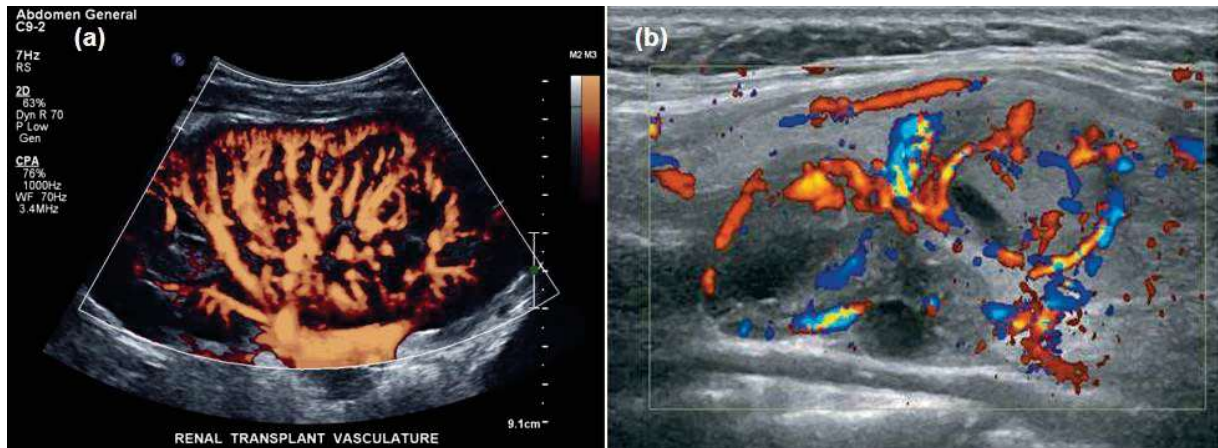 Abdomen General
C9-2
(a)
7Hz
RS
2D
63%
Dyn R 70
P Low
Gen
CPA
76%
1000Hz
WF 70Hz
3.4MHz
M2 M3
9.1cm
RENAL TRANSPLANT VASCULATURE
(b)